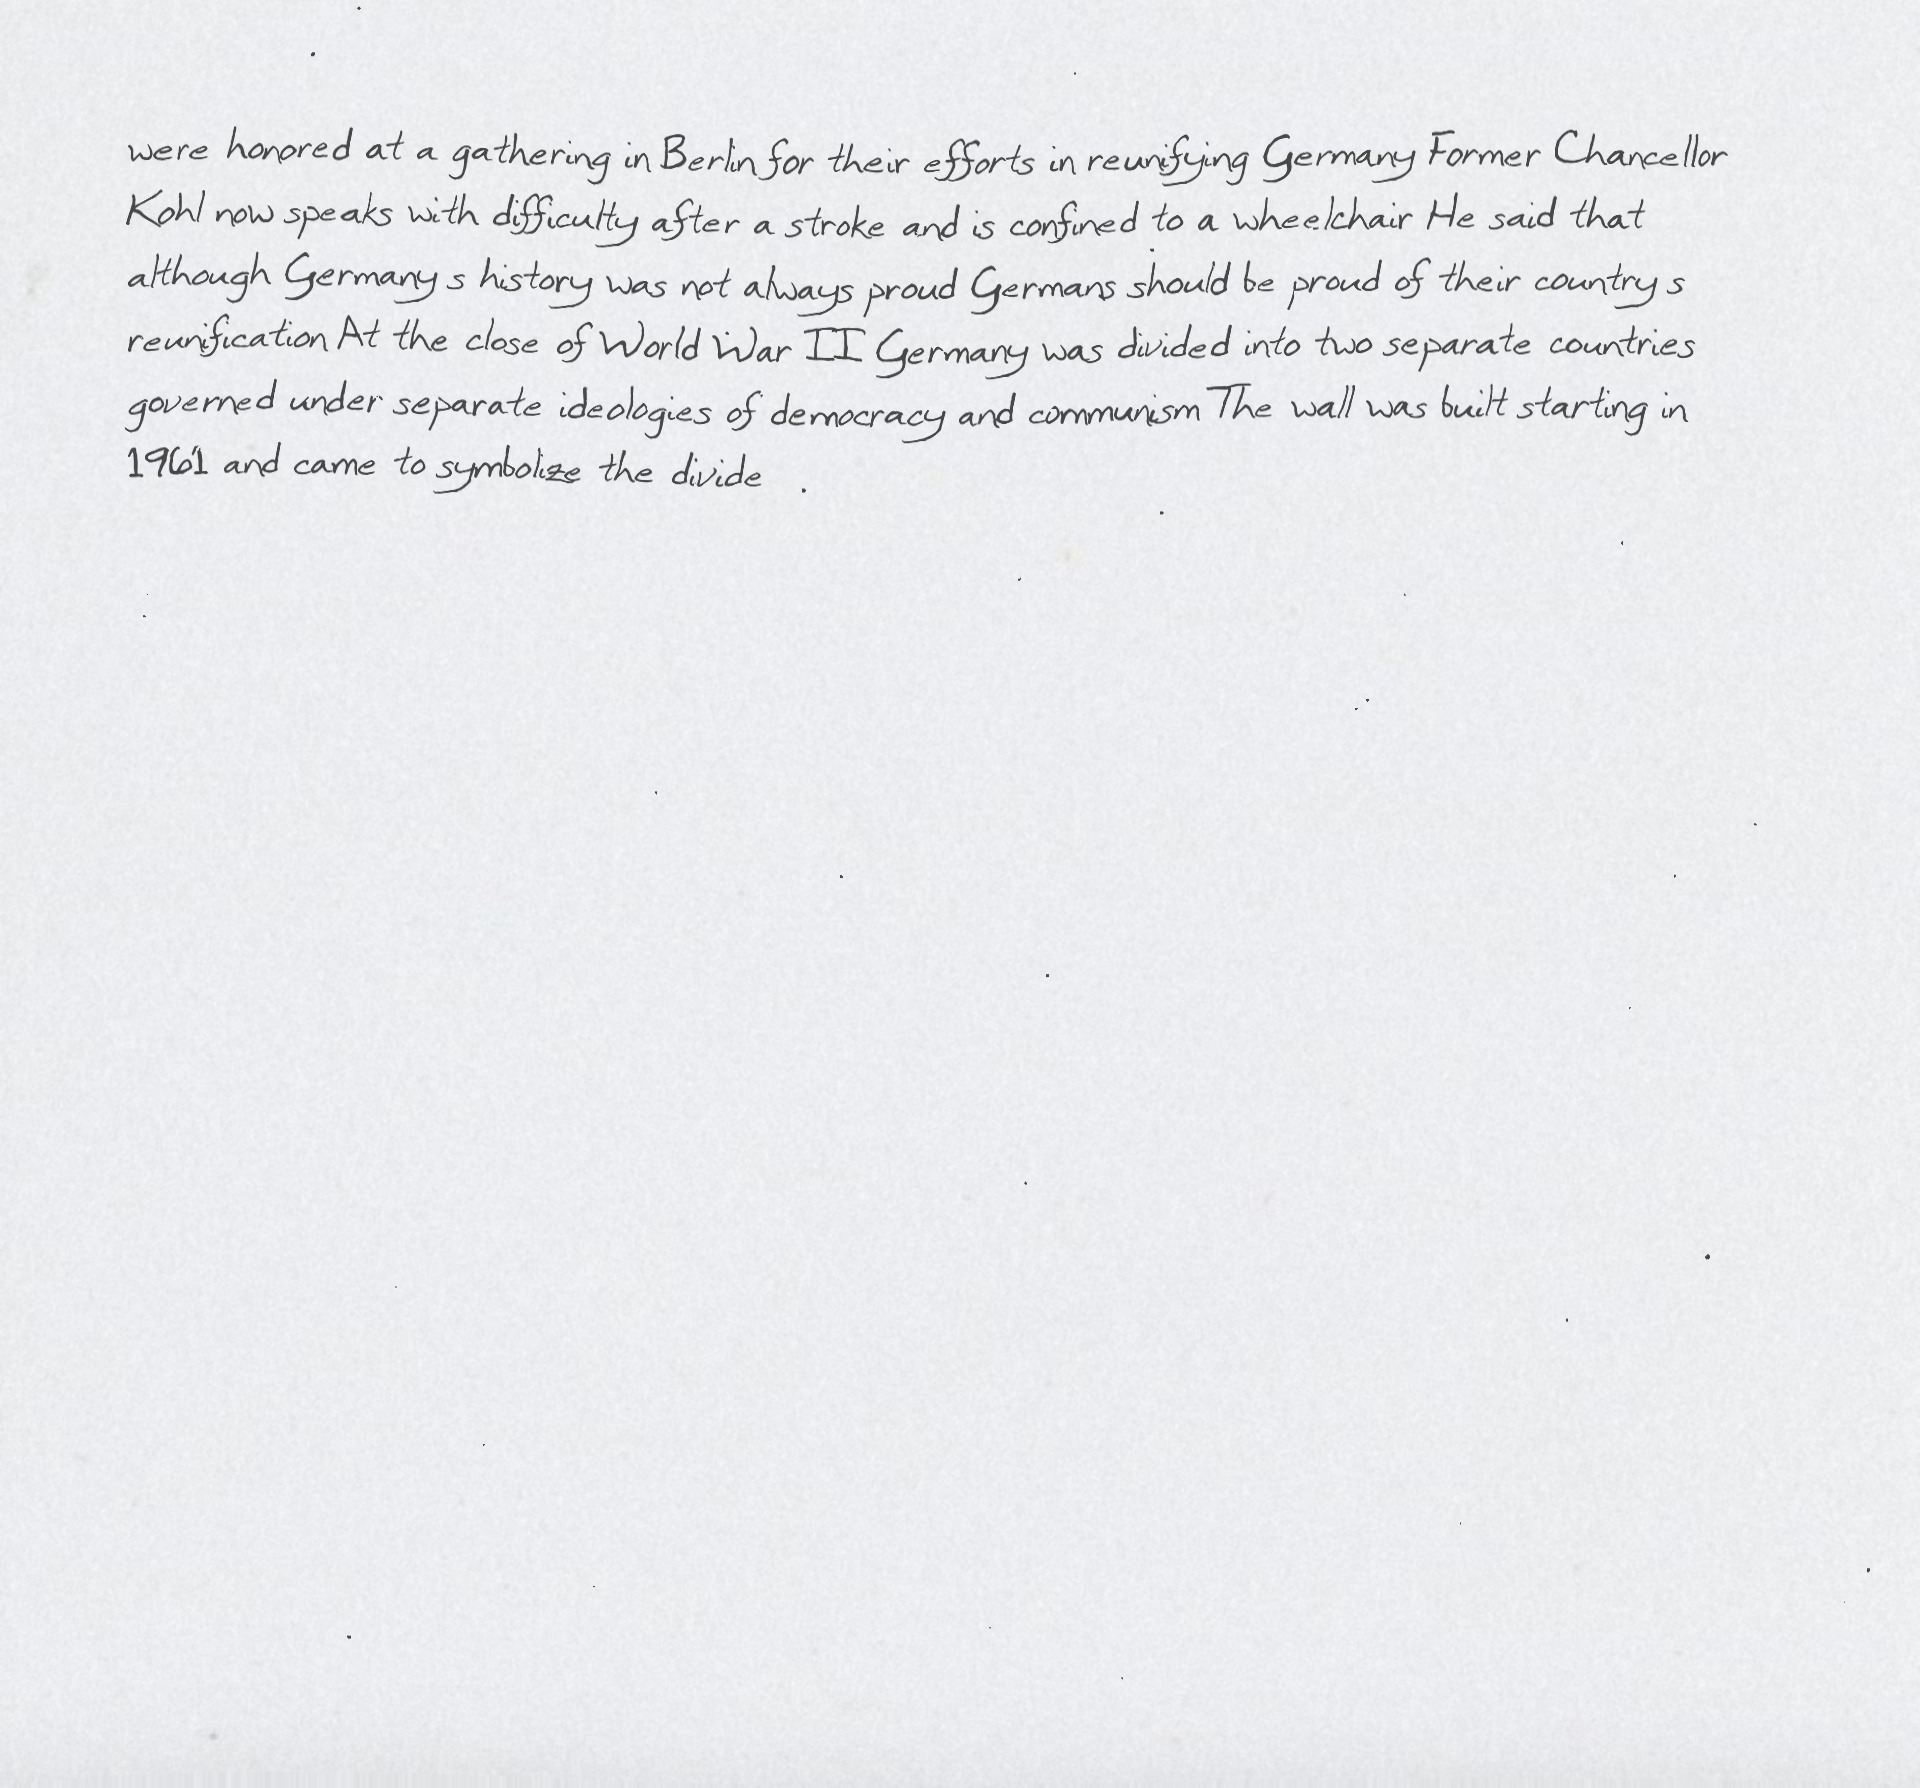 were honored at a gathering in Berlin for their efforts in reunifying Germany Former Chancellor
Kohl now speaks with difficulty after a stroke and is confined to a wheelchair He said that
although Germany s history was not always proud Germans should be proud of their country s
reunification At the close of World War II Germany was divided into two separate countries
governed under separate ideologies of democracy and communism The wall was built starting in
1961 and came to symbolize the divide